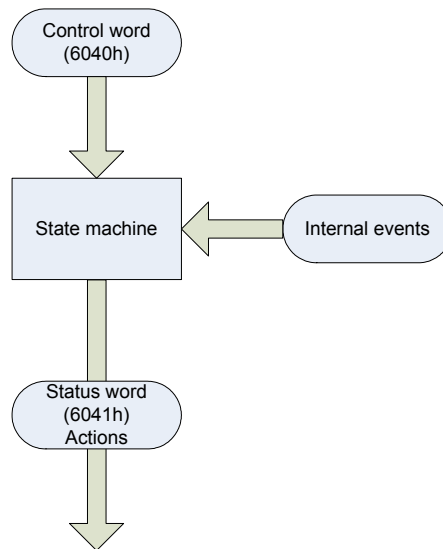 Control word
(6040h)
State machine
Internal events
Status word
(6041h)
Actions